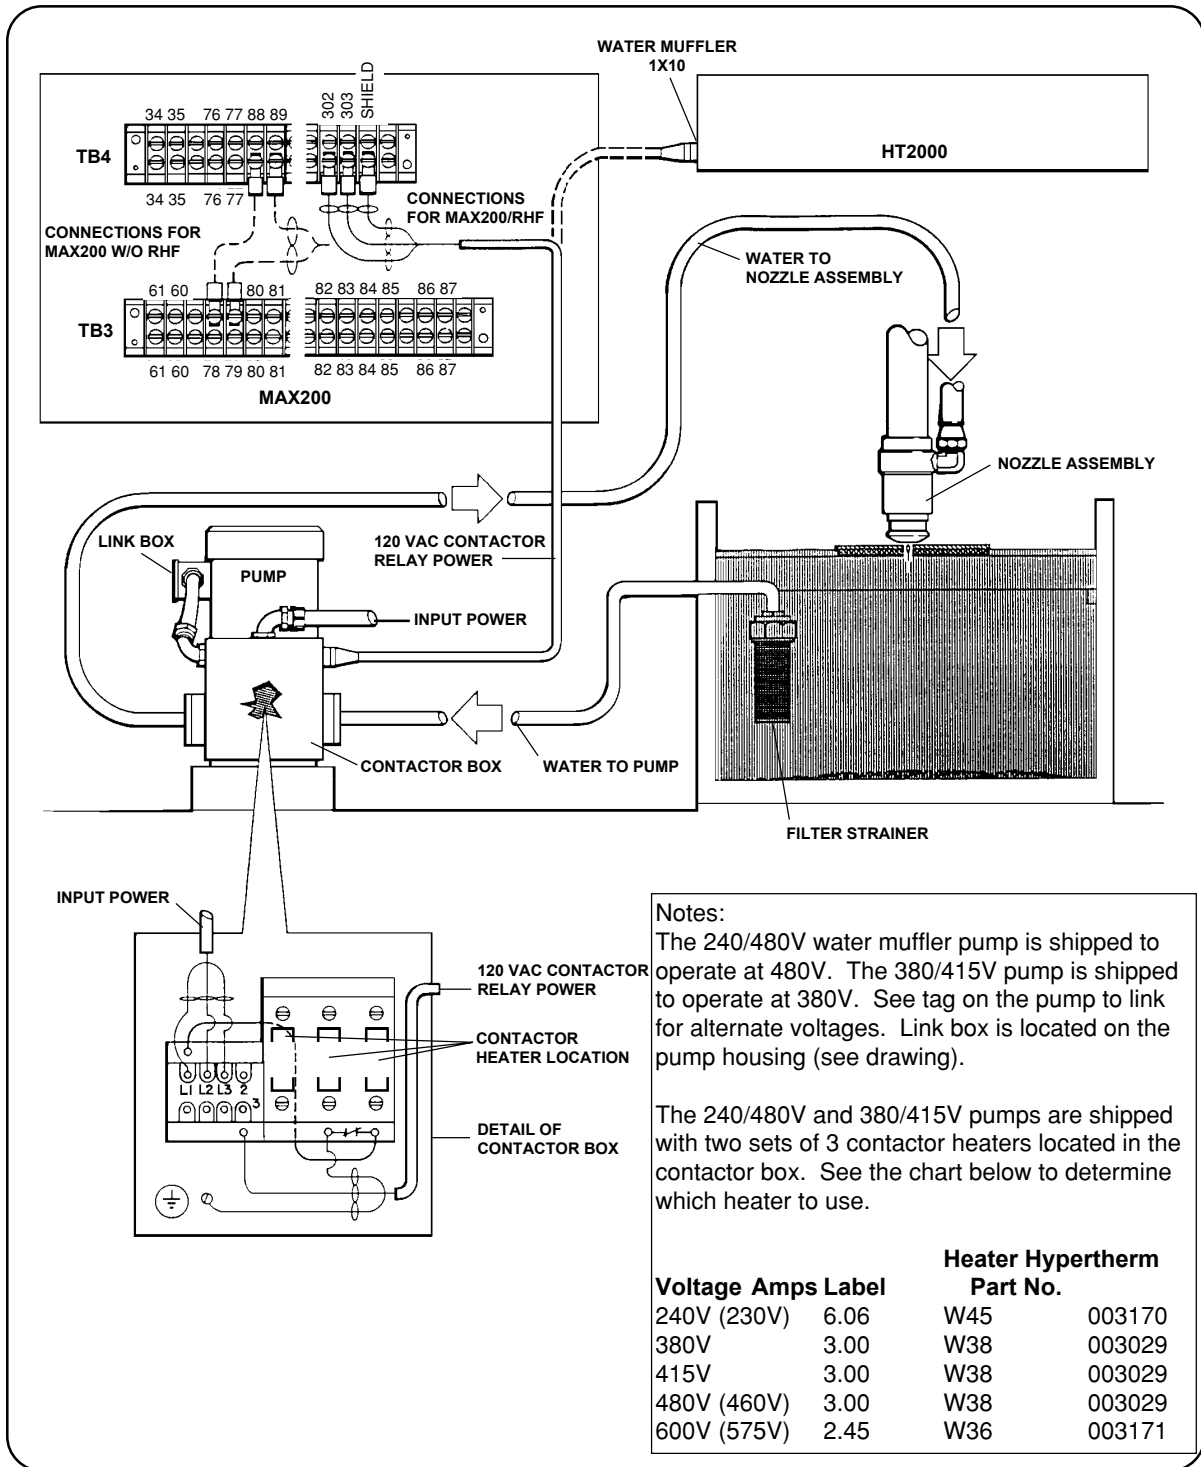 WATER MUFFLER
1X10
HT2000
302
303
SHIELD
34 35 76 77 88 89
TB4
34 35 76 77
CONNECTIONS
FOR MAX200/RHF
CONNECTIONS FOR
MAX200 W/O RHF
61 60 80 81 82 83 84 85 86 87
TB3
61 60 78 79 80 81 82 83 84 85 86 87
MAX200
WATER TO
NOZZLE ASSEMBLY
NOZZLE ASSEMBLY
LINK BOX
PUMP
120 VAC CONTACTOR
RELAY POWER
INPUT POWER
CONTACTOR BOX
WATER TO PUMP
FILTER STRAINER
INPUT POWER
120 VAC CONTACTOR
RELAY POWER
CONTACTOR
HEATER LOCATION
L1 L2 L3 2
3
DETAIL OF
CONTACTOR BOX
Notes:
The 240/480V water muffler pump is shipped to
operate at 480V. The 380/415V pump is shipped
to operate at 380V. See tag on the pump to link
for alternate voltages. Link box is located on the
pump housing (see drawing).
The 240/480V and 380/415V pumps are shipped
with two sets of 3 contactor heaters located in the
contactor box. See the chart below to determine
which heater to use.
Heater Hypertherm
Voltage Amps Label Part No.
240V (230V) 6.06 W45 003170
380V 3.00 W38 003029
415V 3.00 W38 003029
480V (460V) 3.00 W38 003029
600V (575V) 2.45 W36 003171